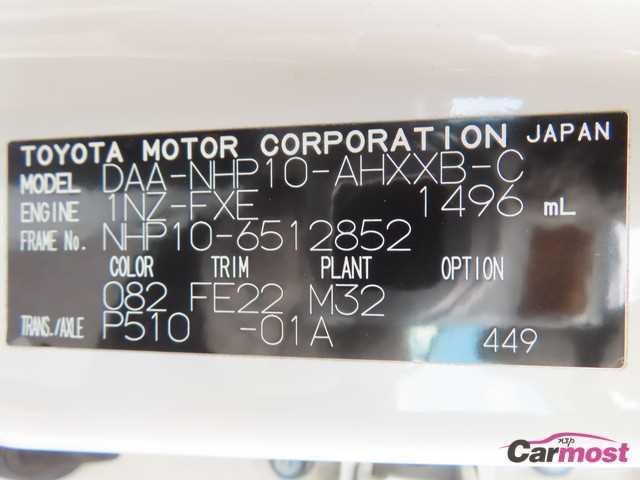 TOYOTA MOTOR CORPORATION JAPAN
MODEL DAA-NHP10-AHXXB-C
ENGINE 1NZ-FXE 1496 mL
FRAME No. NHP10-6512852
COLOR TRIM PLANT OPTION
082 FE22 M32
TRANS./AXLE P510 -01A 449
Carmost